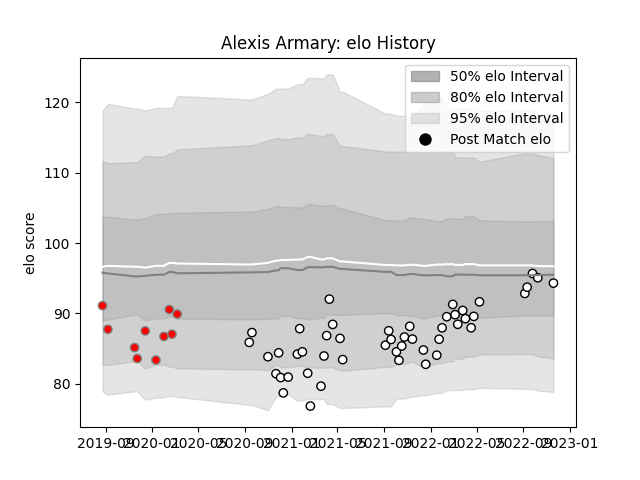 Alexis Armary: elo History
50% elo Interval
80% elo Interval
95% elo Interval
Post Match elo
elo score
120
110
100
90
80
2019-09 2020-01 2020-05 2020-09 2021-01 2021-05 2021-09 2022-01 2022-05 2022-09 2023-01